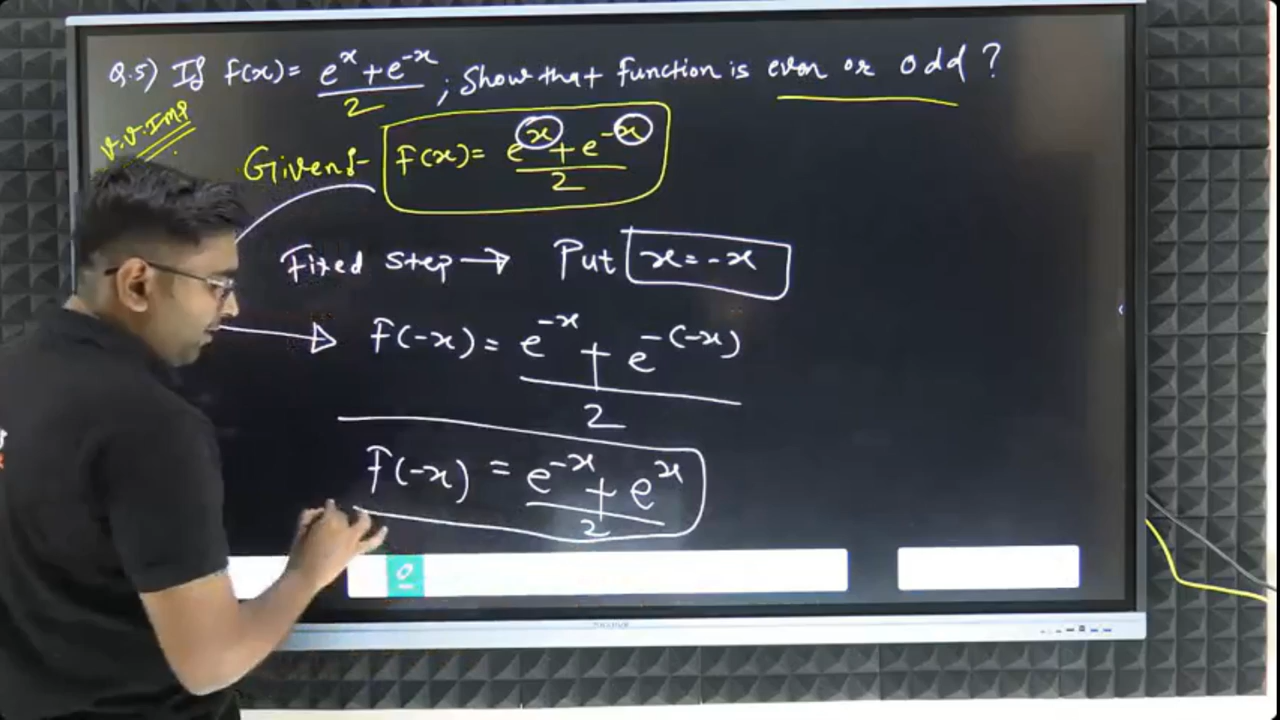 Q.5) If f(x) = e^x + e^-x / 2 ; Show that function is even or odd ?
V.V.IMP
Given:- f(x) = e^x + e^-x / 2
Fixed Step → Put x = -x
f(-x) = e^-x + e^-(-x) / 2
f(-x) = e^-x + e^x / 2